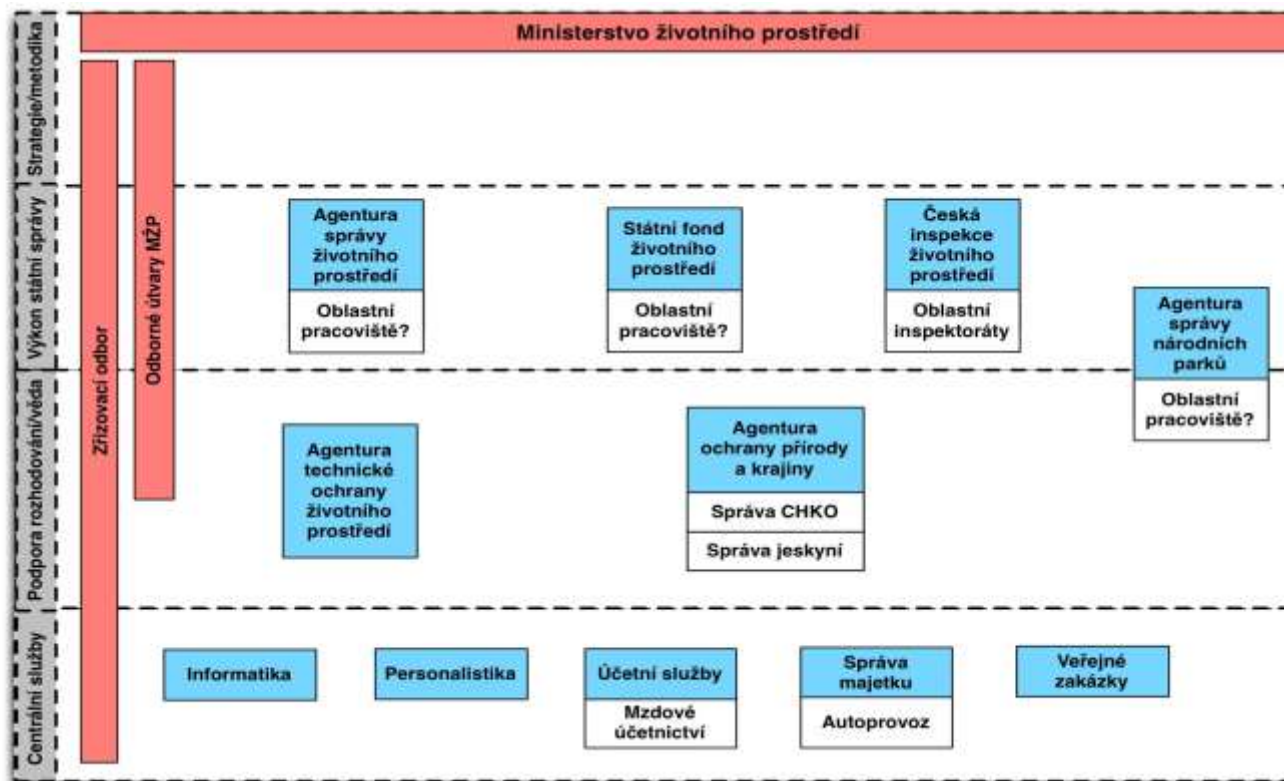 Ministerstvo životního prostředí
Strategie/metodika
Výkon státní správy
Podpora rozhodování/věda
Centrální služby
Zřizovací odbor
Odborné útvary MŽP
Agentura
správy
životního
prostředí
Oblastní
pracoviště?
Státní fond
životního
prostředí
Oblastní
pracoviště?
Česká
inspekce
životního
prostředí
Oblastní
inspektoráty
Agentura
správy
národních
parků
Oblastní
pracoviště?
Agentura
technické
ochrany
životního
prostředí
Agentura
ochrany přírody
a krajiny
Správa CHKO
Správa jeskyní
Informatika
Personalistika
Účetní služby
Mzdové
účetnictví
Správa
majetku
Autoprovoz
Veřejné
zakázky